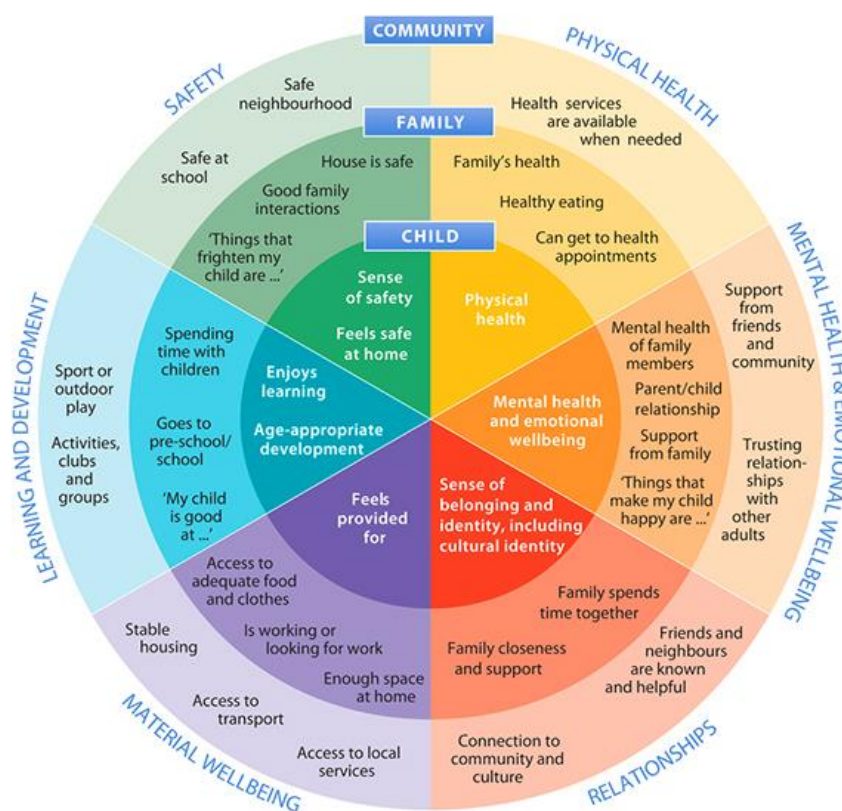 COMMUNITY
FAMILY
CHILD
SAFETY
Safe
neighbourhood
Safe at
school
House is safe
Good family
interactions
‘Things that
frighten my
child are ...’
Sense
of safety
Feels safe
at home
PHYSICAL HEALTH
Health services
are available
when needed
Family’s health
Healthy eating
Can get to health
appointments
Physical
health
MENTAL HEALTH & EMOTIONAL WELLBEING
Support
from
friends
and
community
Trusting
relation-
ships
with
other
adults
Mental health
of family
members
Parent/child
relationship
Support
from family
‘Things that
make my child
happy are ...’
Mental health
and emotional
wellbeing
RELATIONSHIPS
Friends and
neighbours
are known
and helpful
Connection to
community and
culture
Family spends
time together
Family closeness
and support
Sense of
belonging and
identity, including
cultural identity
MATERIAL WELLBEING
Stable
housing
Access to
transport
Access to local
services
Access to
adequate food
and clothes
Is working or
looking for work
Enough space
at home
Feels
provided
for
LEARNING AND DEVELOPMENT
Sport or
outdoor
play
Activities,
clubs
and
groups
Spending
time with
children
Goes to
pre-school/
school
‘My child
is good
at ...’
Enjoys
learning
Age-appropriate
development